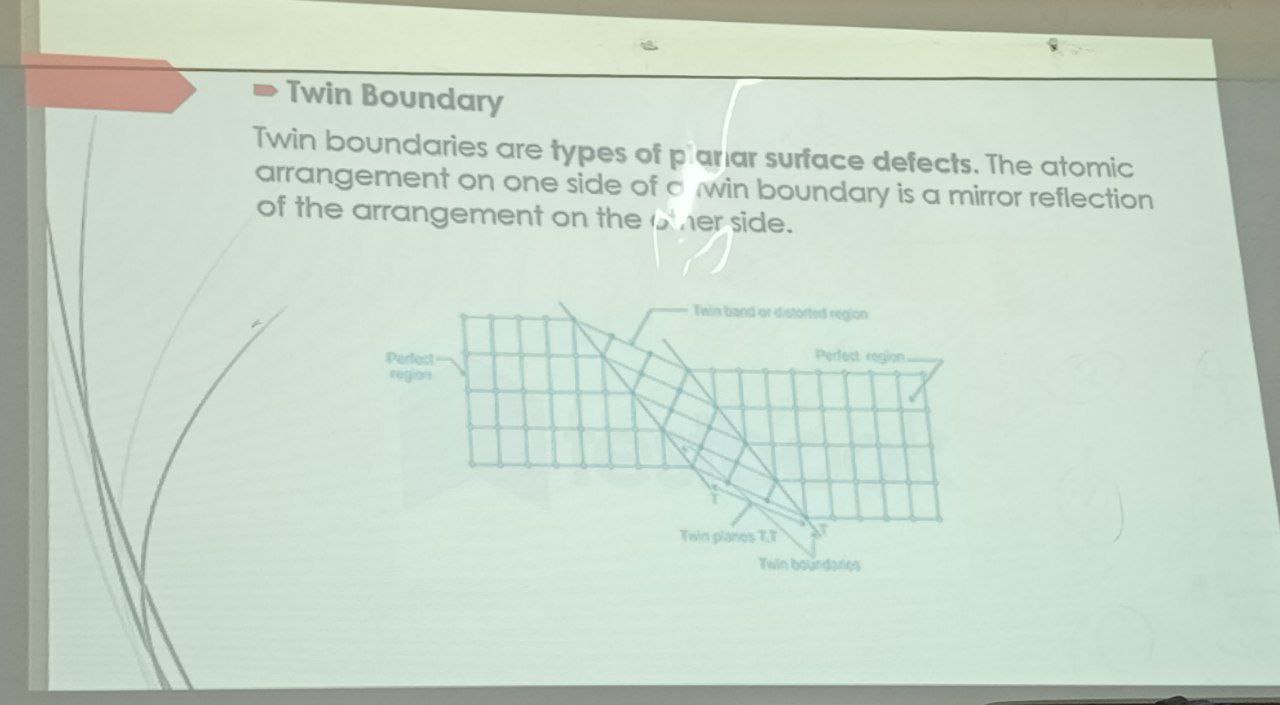 Twin Boundary
Twin boundaries are types of planar surface defects. The atomic
arrangement on one side of a twin boundary is a mirror reflection
of the arrangement on the other side.
Twin band or distorted region
Perfect region
Perfect
region
T
T
Twin planes T,T
Twin boundaries